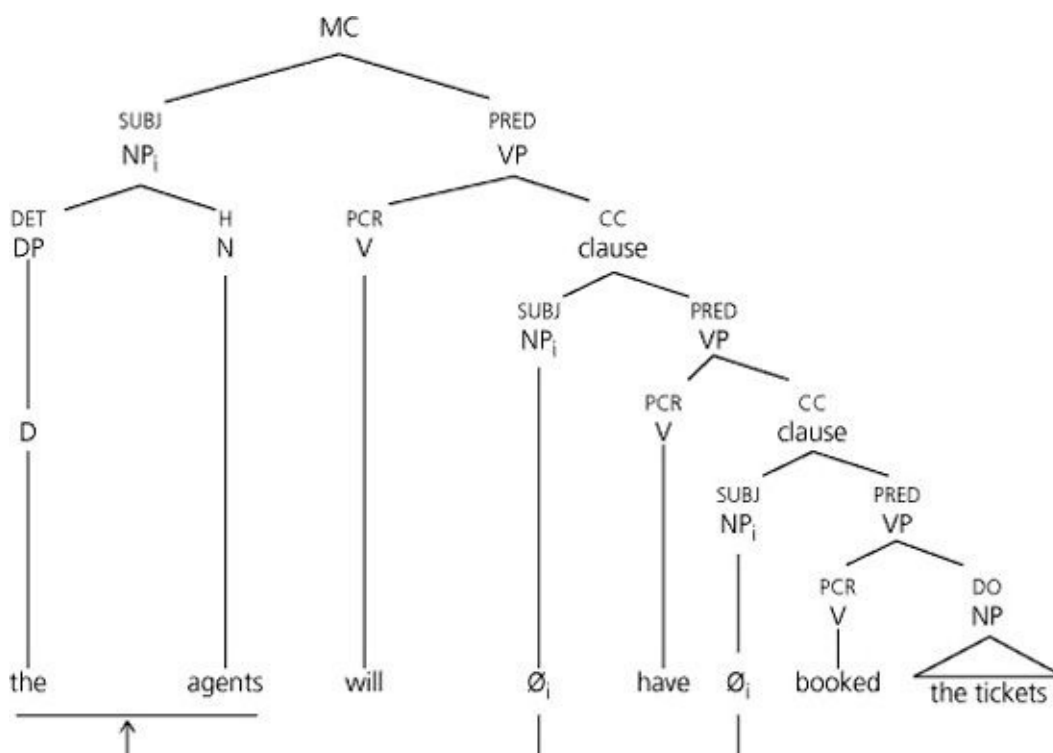 MC
SUBJ PRED
NPi VP
DET H PCR CC
DP N V clause
SUBJ PRED
NPi VP
PCR CC
V clause
D
SUBJ PRED
NPi VP
PCR DO
V NP
the agents will Øi have Øi booked the tickets